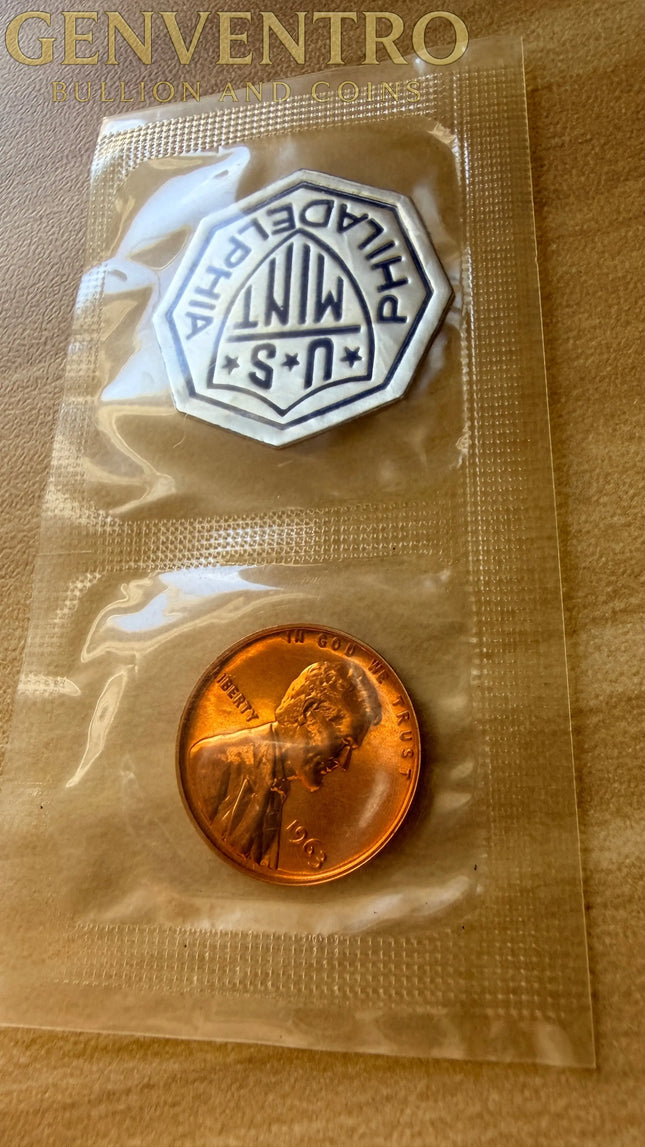 GENVENTRO
BULLION AND COINS
PHILADELPHIA
U·S
MINT
IN GOD WE TRUST
LIBERTY
1963